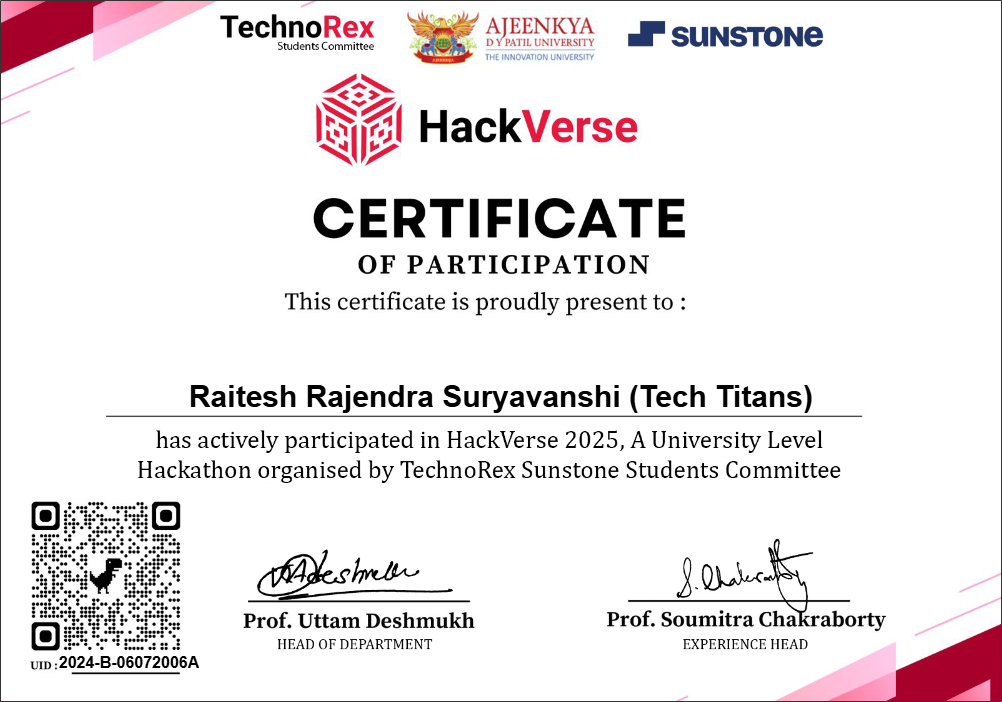 TechnoRex
Students Committee
AJEENKYA
D Y PATIL UNIVERSITY
THE INNOVATION UNIVERSITY
AJEENKYA
SUNSTONE
HackVerse
CERTIFICATE
OF PARTICIPATION
This certificate is proudly present to :
Raitesh Rajendra Suryavanshi (Tech Titans)
has actively participated in HackVerse 2025, A University Level
Hackathon organised by TechnoRex Sunstone Students Committee
S. Chakraborty
Prof. Uttam Deshmukh
HEAD OF DEPARTMENT
Prof. Soumitra Chakraborty
EXPERIENCE HEAD
UID : 2024-B-06072006A